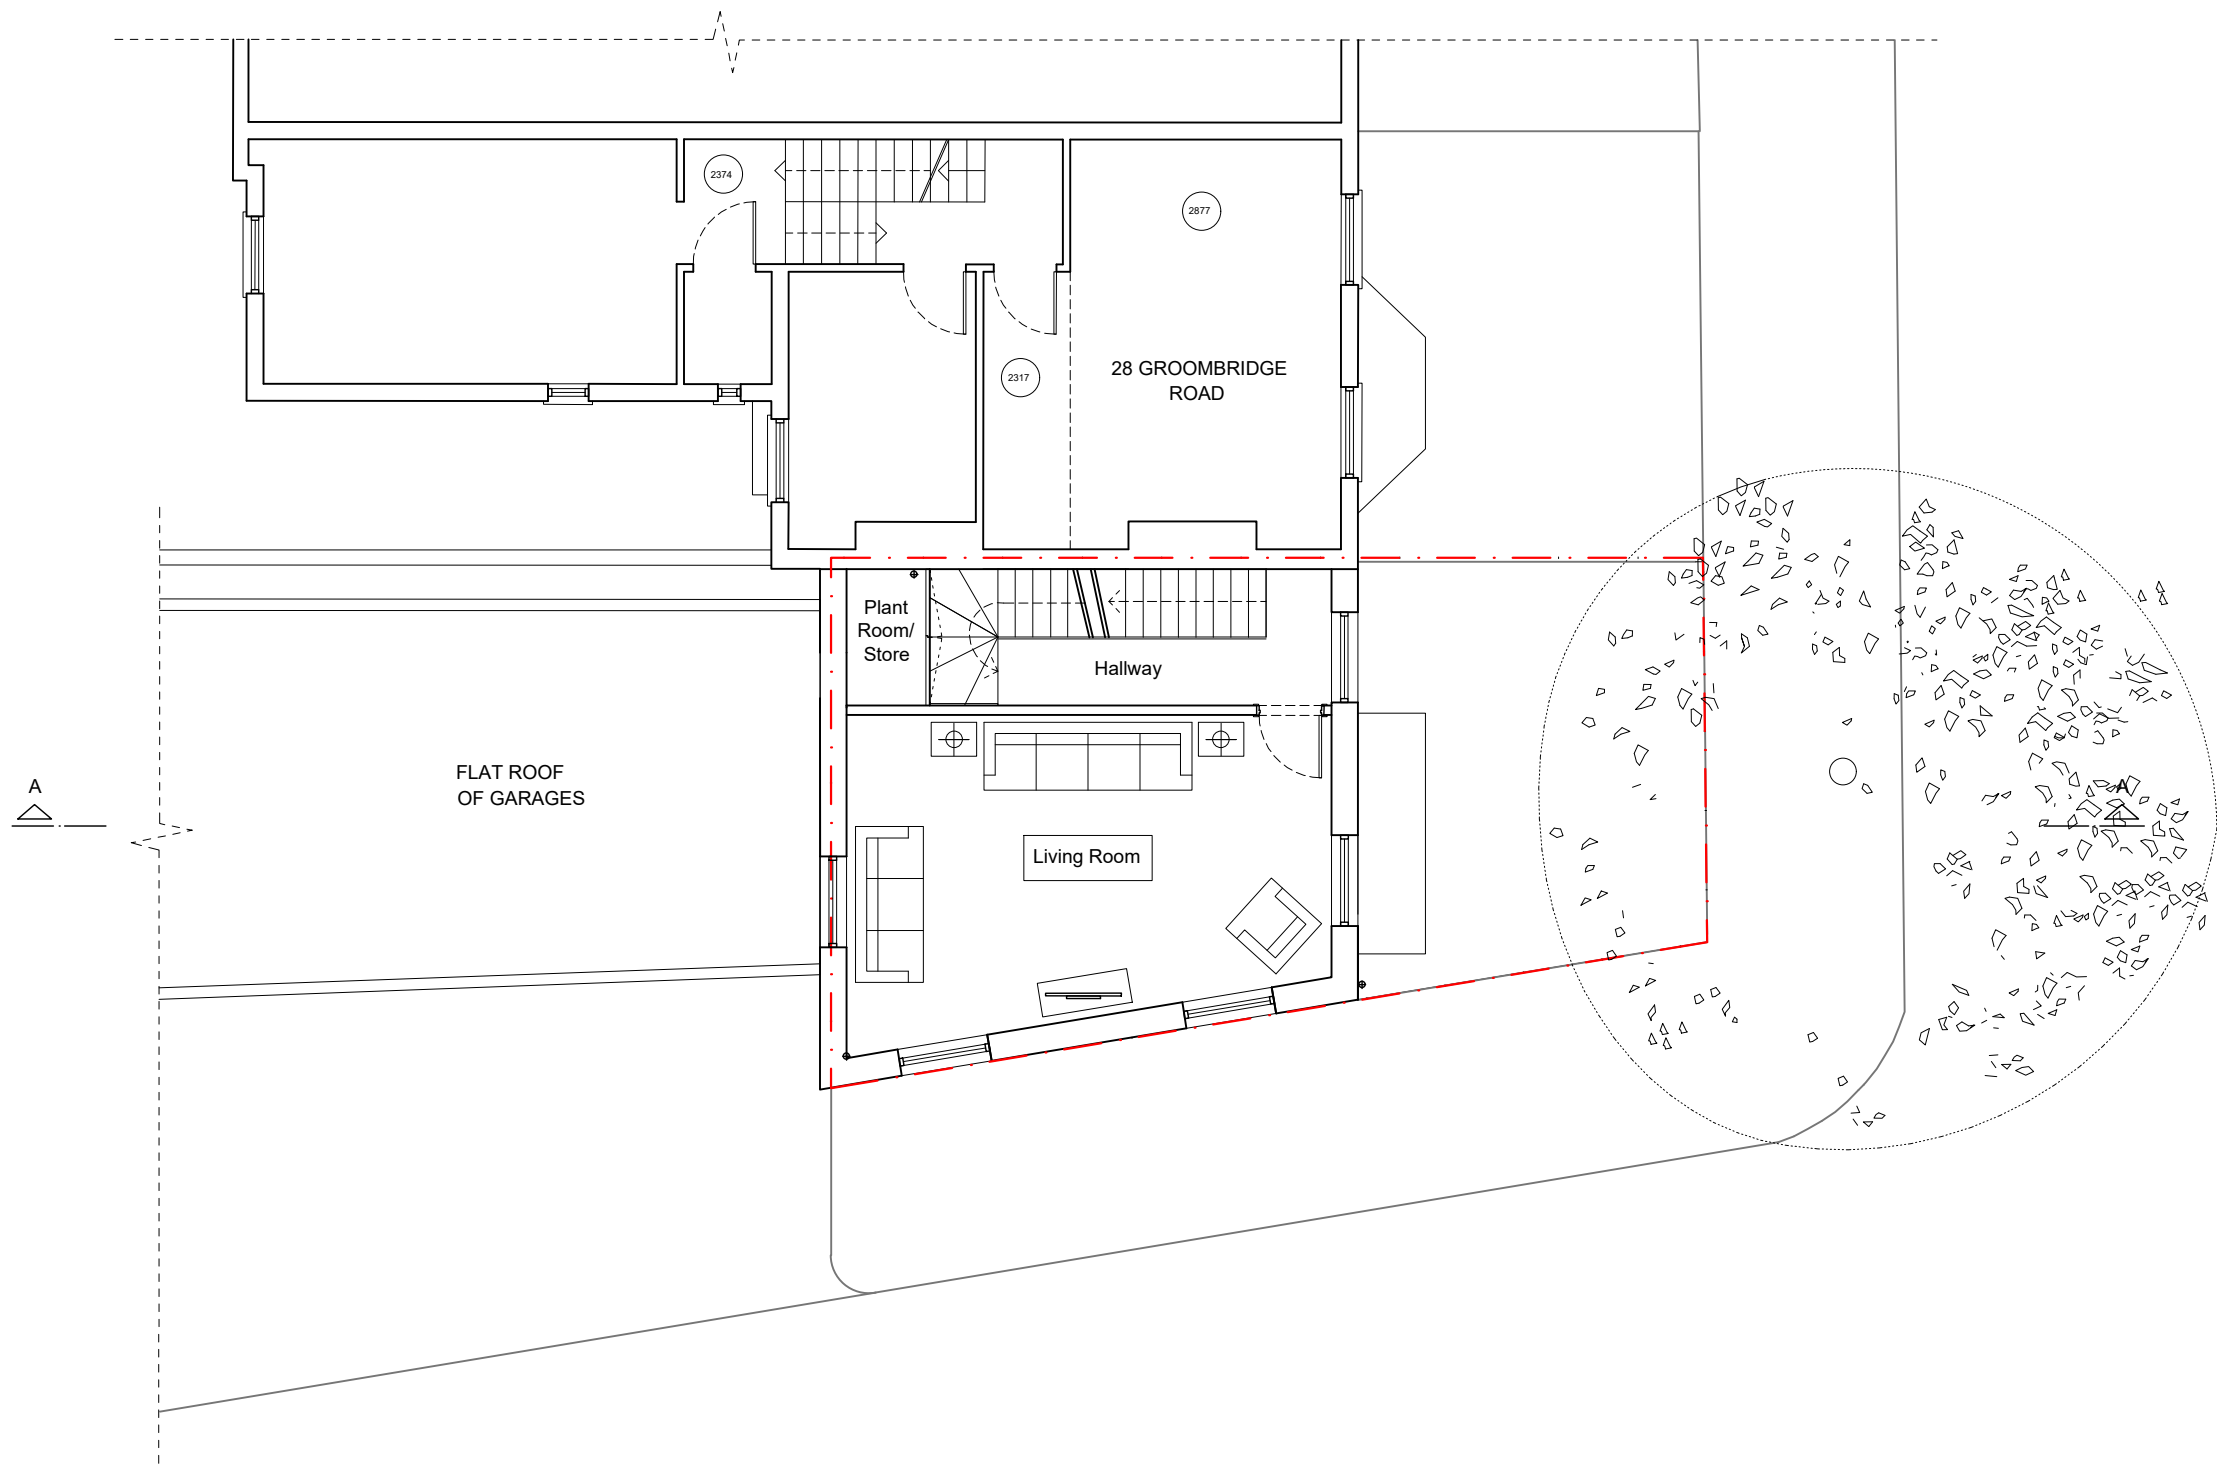 2374
2877
2317
28 GROOMBRIDGE
ROAD
Plant
Room/
Store
Hallway
FLAT ROOF
OF GARAGES
A
A
Living Room